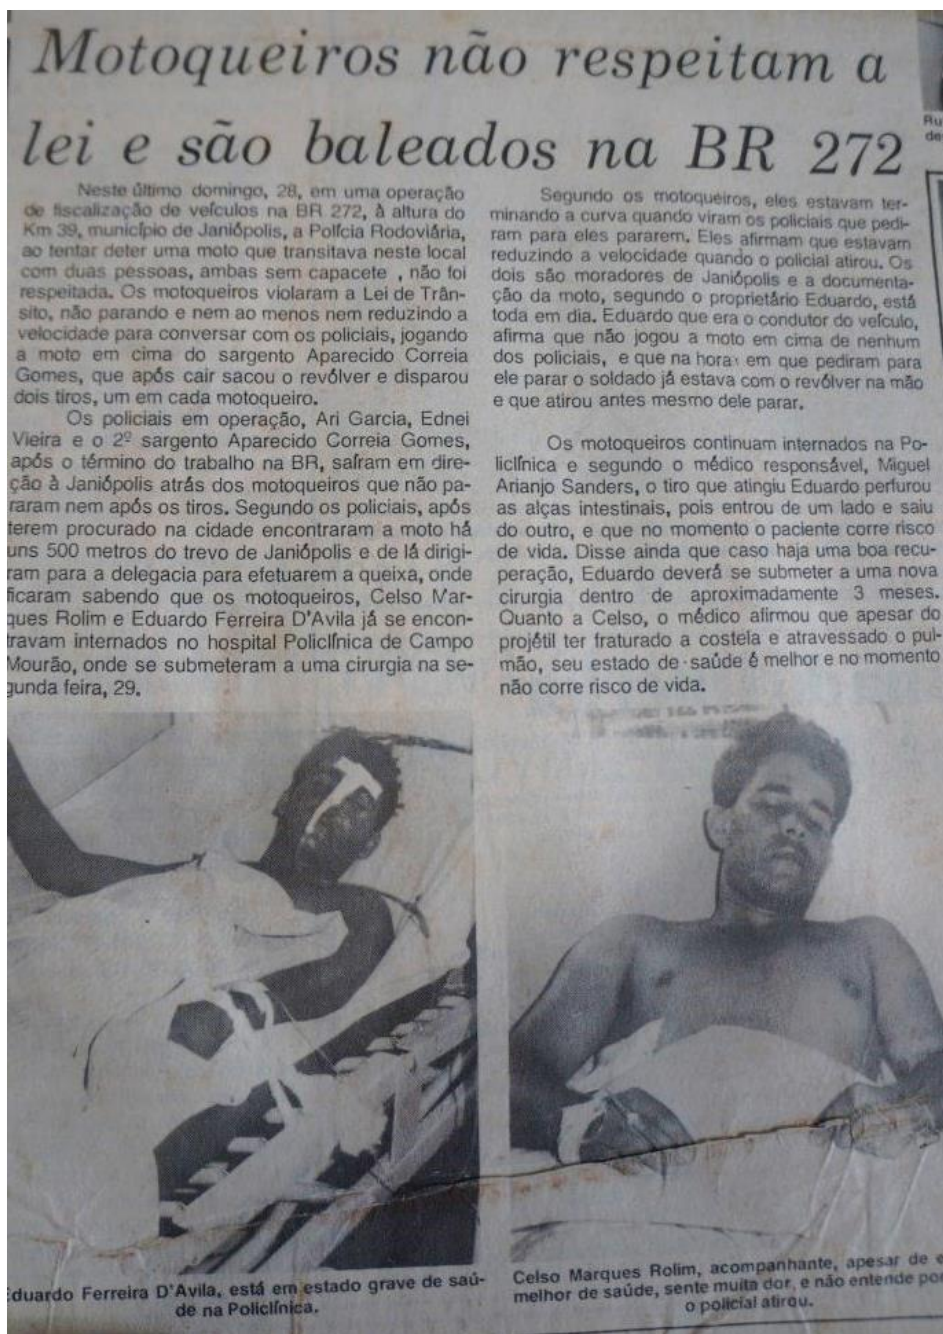 Motoqueiros não respeitam a
lei e são baleados na BR 272
Neste último domingo, 28, em uma operação
de fiscalização de veículos na BR 272, à altura do
Km 39, município de Janiópolis, a Polícia Rodoviária,
ao tentar deter uma moto que transitava neste local
com duas pessoas, ambas sem capacete , não foi
respeitada. Os motoqueiros violaram a Lei de Trân-
sito, não parando e nem ao menos nem reduzindo a
velocidade para conversar com os policiais, jogando
a moto em cima do sargento Aparecido Correia
Gomes, que após cair sacou o revólver e disparou
dois tiros, um em cada motoqueiro.
Os policiais em operação, Ari Garcia, Ednei
Vieira e o 2º sargento Aparecido Correia Gomes,
após o término do trabalho na BR, saíram em dire-
ção à Janiópolis atrás dos motoqueiros que não pa-
raram nem após os tiros. Segundo os policiais, após
terem procurado na cidade encontraram a moto há
uns 500 metros do trevo de Janiópolis e de lá dirigi-
ram para a delegacia para efetuarem a queixa, onde
ficaram sabendo que os motoqueiros, Celso Mar-
ques Rolim e Eduardo Ferreira D'Avila já se encon-
travam internados no hospital Policlínica de Campo
Mourão, onde se submeteram a uma cirurgia na se-
gunda feira, 29.
Segundo os motoqueiros, eles estavam ter-
minando a curva quando viram os policiais que pedi-
ram para eles pararem. Eles afirmam que estavam
reduzindo a velocidade quando o policial atirou. Os
dois são moradores de Janiópolis e a documenta-
ção da moto, segundo o proprietário Eduardo, está
toda em dia. Eduardo que era o condutor do veículo,
afirma que não jogou a moto em cima de nenhum
dos policiais, e que na hora em que pediram para
ele parar o soldado já estava com o revólver na mão
e que atirou antes mesmo dele parar.
Os motoqueiros continuam internados na Po-
liclínica e segundo o médico responsável, Miguel
Arianjo Sanders, o tiro que atingiu Eduardo perfurou
as alças intestinais, pois entrou de um lado e saiu
do outro, e que no momento o paciente corre risco
de vida. Disse ainda que caso haja uma boa recu-
peração, Eduardo deverá se submeter a uma nova
cirurgia dentro de aproximadamente 3 meses.
Quanto a Celso, o médico afirmou que apesar do
projétil ter fraturado a costela e atravessado o pul-
mão, seu estado de saúde é melhor e no momento
não corre risco de vida.
Eduardo Ferreira D'Avila, está em estado grave de saú-
de na Policlínica.
Celso Marques Rolim, acompanhante, apesar de
melhor de saúde, sente muita dor, e não entende por
o policial atirou.
Ru
de